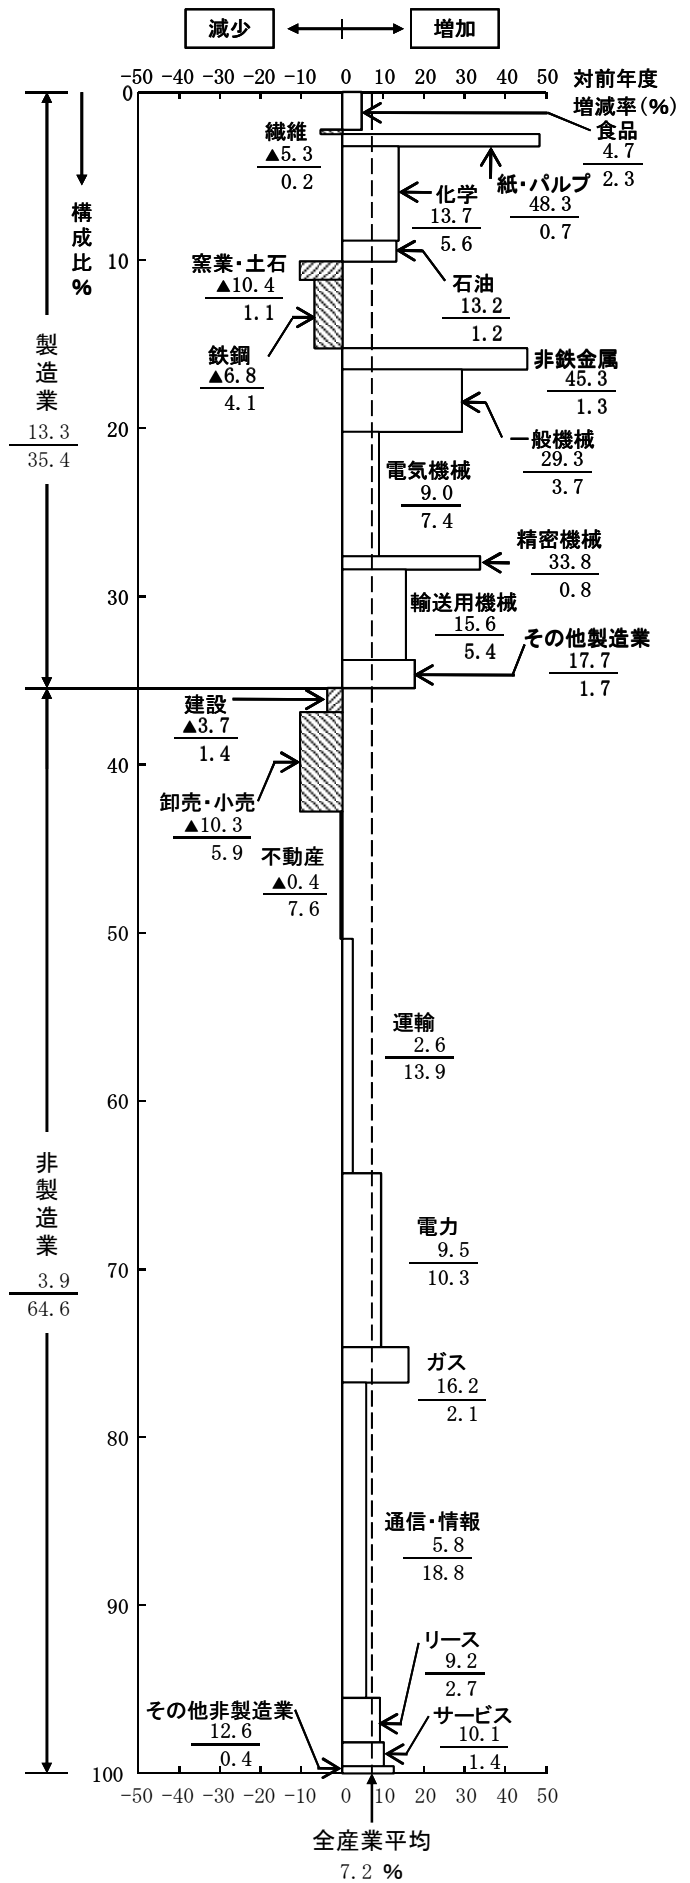 減少 増加
−50 −40 −30 −20 −10 0 10 20 30 40 50 対前年度
増減率(%)
0
構成比%
食品
4.7
2.3
繊維
▲5.3
0.2
紙・パルプ
48.3
0.7
化学
13.7
5.6
10
石油
13.2
1.2
窯業・土石
▲10.4
1.1
鉄鋼
▲6.8
4.1
製造業
13.3
35.4
非鉄金属
45.3
1.3
一般機械
29.3
3.7
20
電気機械
9.0
7.4
精密機械
33.8
0.8
30
輸送用機械
15.6
5.4
その他製造業
17.7
1.7
建設
▲3.7
1.4
40
卸売・小売
▲10.3
5.9
不動産
▲0.4
7.6
50
運輸
2.6
13.9
60
非製造業
3.9
64.6
電力
9.5
10.3
70
ガス
16.2
2.1
80
通信・情報
5.8
18.8
90
リース
9.2
2.7
サービス
10.1
1.4
その他非製造業
12.6
0.4
100
−50 −40 −30 −20 −10 0 10 20 30 40 50
全産業平均
7.2 %